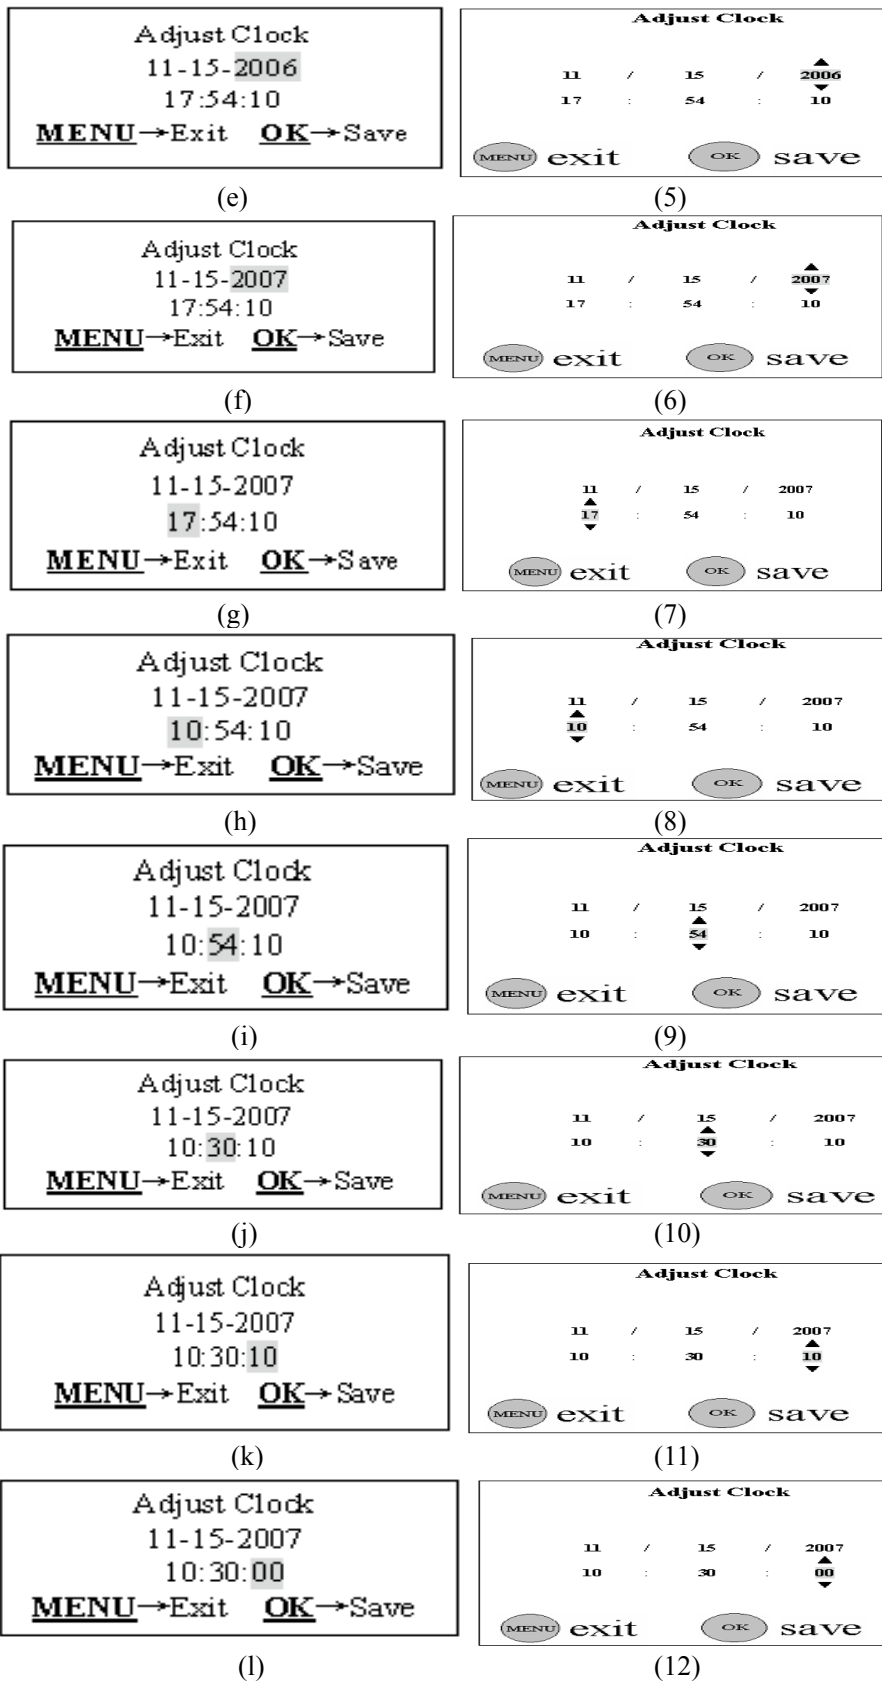 Adjust Clock
11-15-2006
17:54:10
MENU→Exit OK→Save
(e)
Adjust Clock
11 / 15 / 2006
17 : 54 : 10
MENU exit OK save
(5)
Adjust Clock
11-15-2007
17:54:10
MENU→Exit OK→Save
(f)
Adjust Clock
11 / 15 / 2007
17 : 54 : 10
MENU exit OK save
(6)
Adjust Clock
11-15-2007
17:54:10
MENU→Exit OK→Save
(g)
Adjust Clock
11 / 15 / 2007
17 : 54 : 10
MENU exit OK save
(7)
Adjust Clock
11-15-2007
10:54:10
MENU→Exit OK→Save
(h)
Adjust Clock
11 / 15 / 2007
10 : 54 : 10
MENU exit OK save
(8)
Adjust Clock
11-15-2007
10:54:10
MENU→Exit OK→Save
(i)
Adjust Clock
11 / 15 / 2007
10 : 54 : 10
MENU exit OK save
(9)
Adjust Clock
11-15-2007
10:30:10
MENU→Exit OK→Save
(j)
Adjust Clock
11 / 15 / 2007
10 : 30 : 10
MENU exit OK save
(10)
Adjust Clock
11-15-2007
10:30:10
MENU→Exit OK→Save
(k)
Adjust Clock
11 / 15 / 2007
10 : 30 : 10
MENU exit OK save
(11)
Adjust Clock
11-15-2007
10:30:00
MENU→Exit OK→Save
(l)
Adjust Clock
11 / 15 / 2007
10 : 30 : 00
MENU exit OK save
(12)